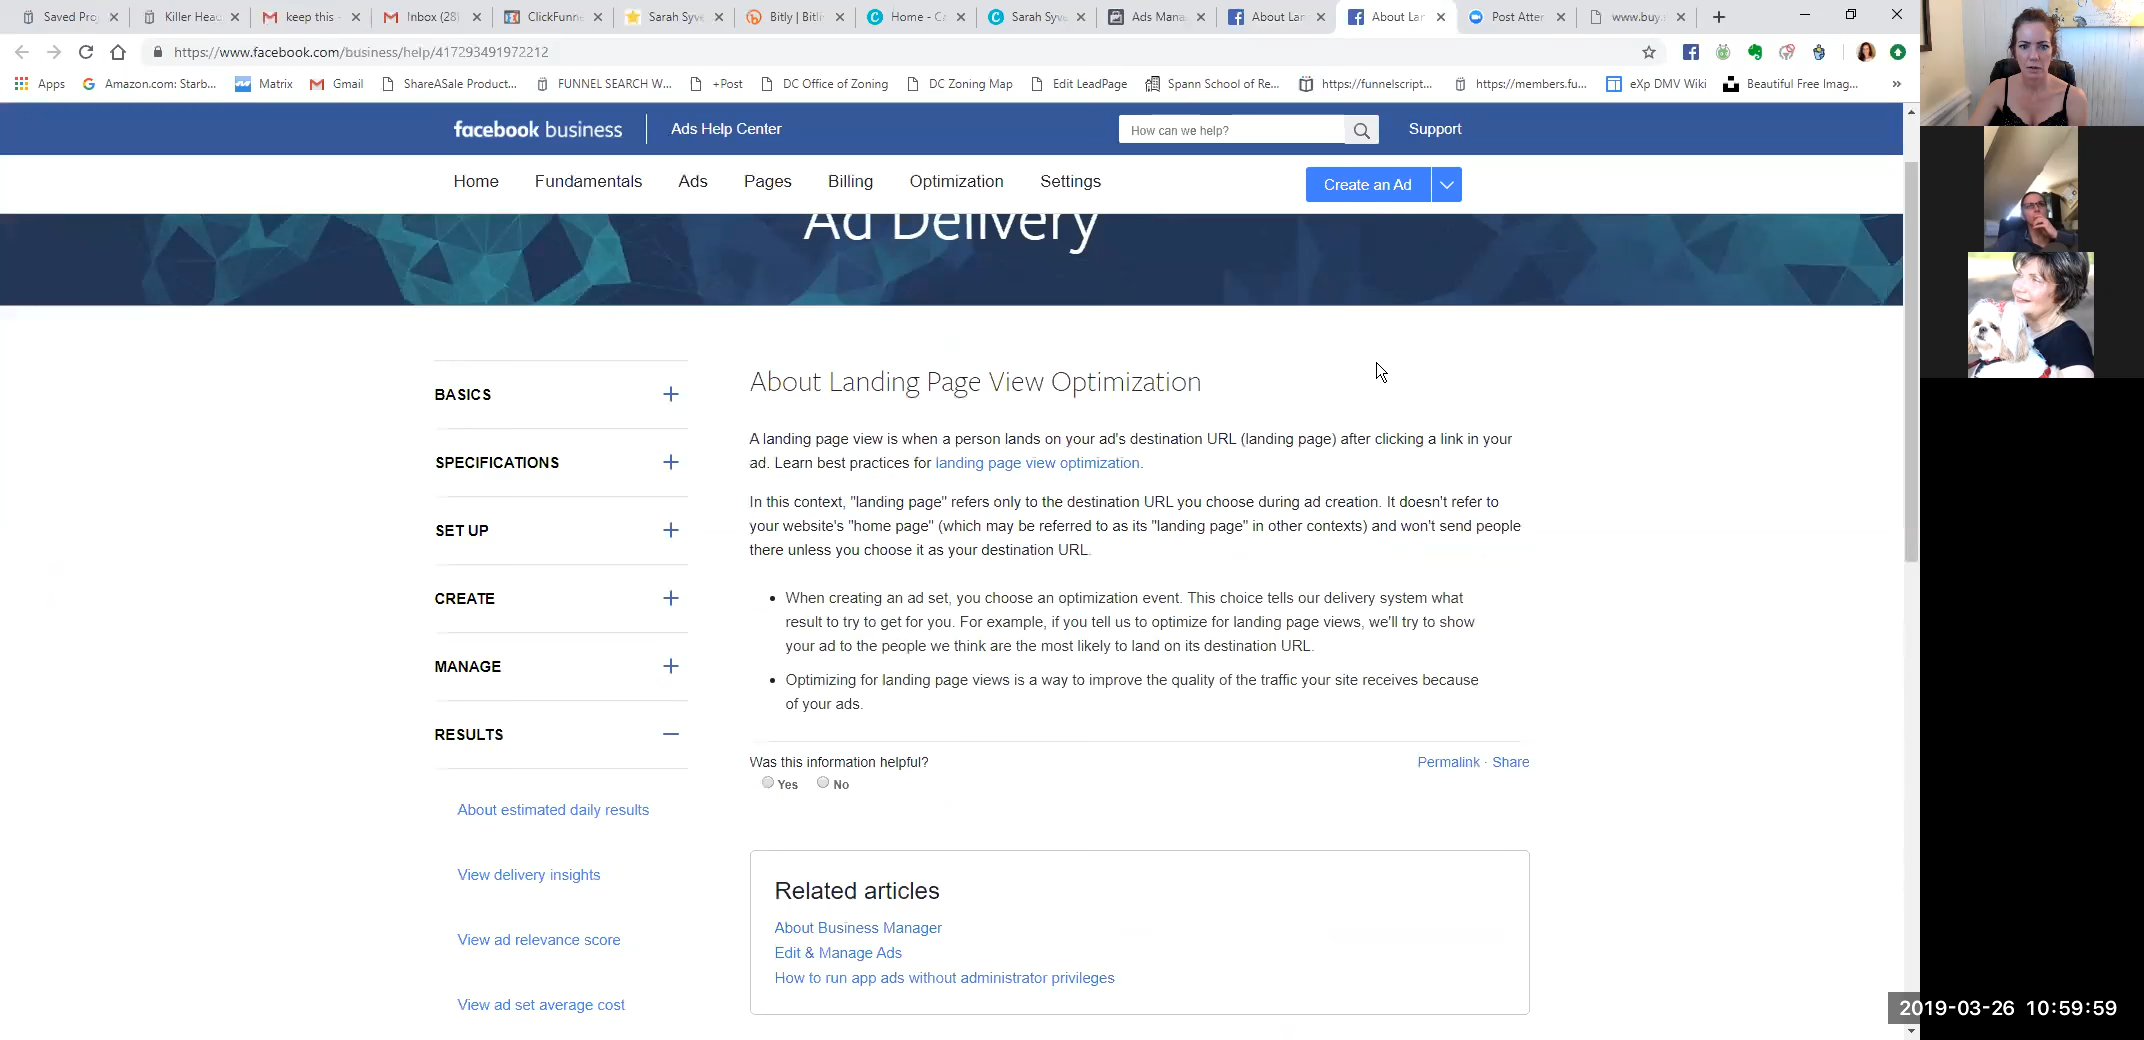 Saved Pro
Killer Hea
keep this -
Inbox (28)
ClickFunne
Sarah Syve
Bitly | Bitl
Home - Ca
Sarah Syve
Ads Mana
About Lan
About Lan
Post Atter
www.buy.
https://www.facebook.com/business/help/417293491972212
Apps
Amazon.com: Starb...
Matrix
Gmail
ShareASale Product...
FUNNEL SEARCH W...
+Post
DC Office of Zoning
DC Zoning Map
Edit LeadPage
Spann School of Re...
https://funnelscript...
https://members.fu...
eXp DMV Wiki
Beautiful Free Imag...
facebook business
Ads Help Center
How can we help?
Support
Home
Fundamentals
Ads
Pages
Billing
Optimization
Settings
Create an Ad
Ad Delivery
BASICS
SPECIFICATIONS
SET UP
CREATE
MANAGE
RESULTS
About estimated daily results
View delivery insights
View ad relevance score
View ad set average cost
About Landing Page View Optimization
A landing page view is when a person lands on your ad's destination URL (landing page) after clicking a link in your
ad. Learn best practices for landing page view optimization.
In this context, "landing page" refers only to the destination URL you choose during ad creation. It doesn't refer to
your website's "home page" (which may be referred to as its "landing page" in other contexts) and won't send people
there unless you choose it as your destination URL.
• When creating an ad set, you choose an optimization event. This choice tells our delivery system what
result to try to get for you. For example, if you tell us to optimize for landing page views, we'll try to show
your ad to the people we think are the most likely to land on its destination URL.
• Optimizing for landing page views is a way to improve the quality of the traffic your site receives because
of your ads.
Was this information helpful?
Yes
No
Permalink · Share
Related articles
About Business Manager
Edit & Manage Ads
How to run app ads without administrator privileges
2019-03-26 10:59:59